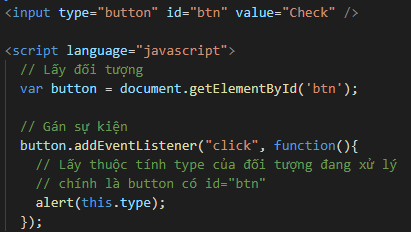 <input type="button" id="btn" value="Check" />

<script language="javascript">
  // Lấy đối tượng
  var button = document.getElementById('btn');

  // Gán sự kiện
  button.addEventListener("click", function(){
    // Lấy thuộc tính type của đối tượng đang xử lý
    // chính là button có id="btn"
    alert(this.type);
  });